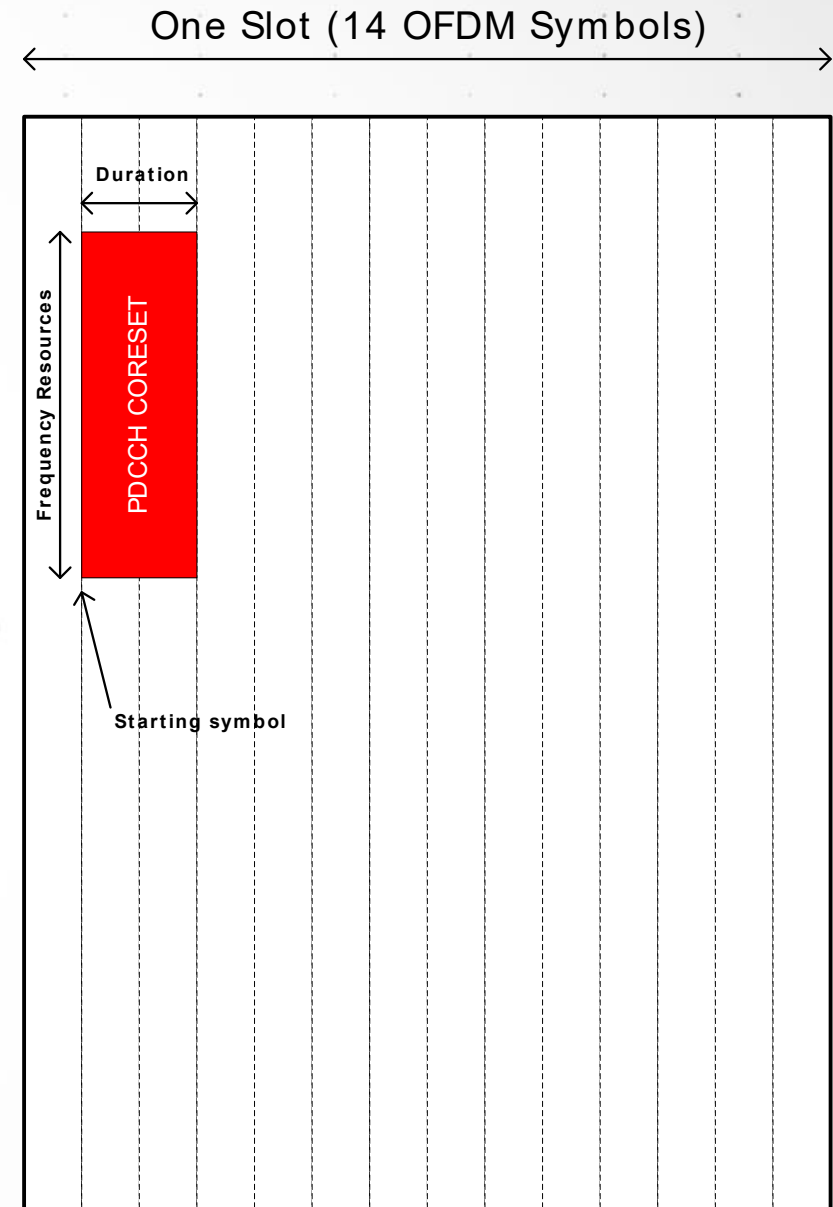 One Slot (14 OFDM Symbols)
Duration
Frequency Resources
PDCCH CORESET
Starting symbol